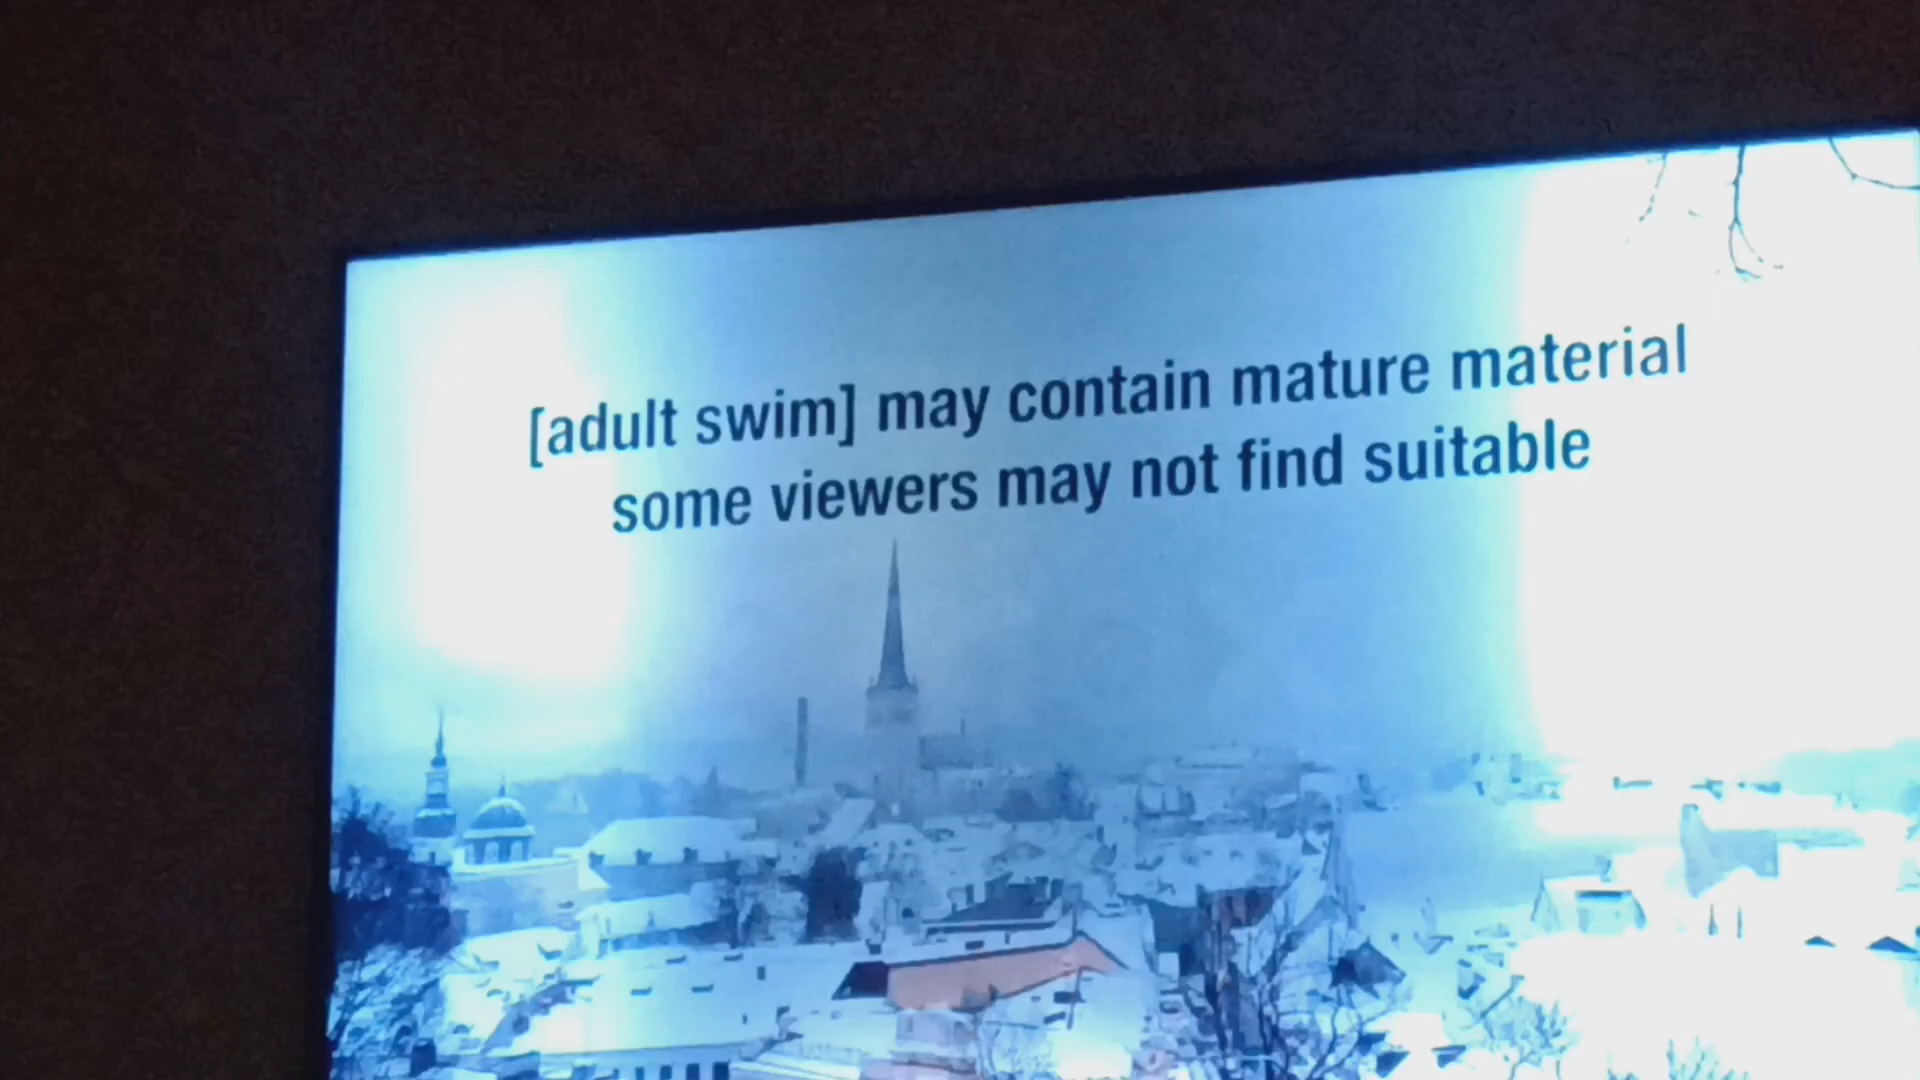 [adult swim] may contain mature material
some viewers may not find suitable